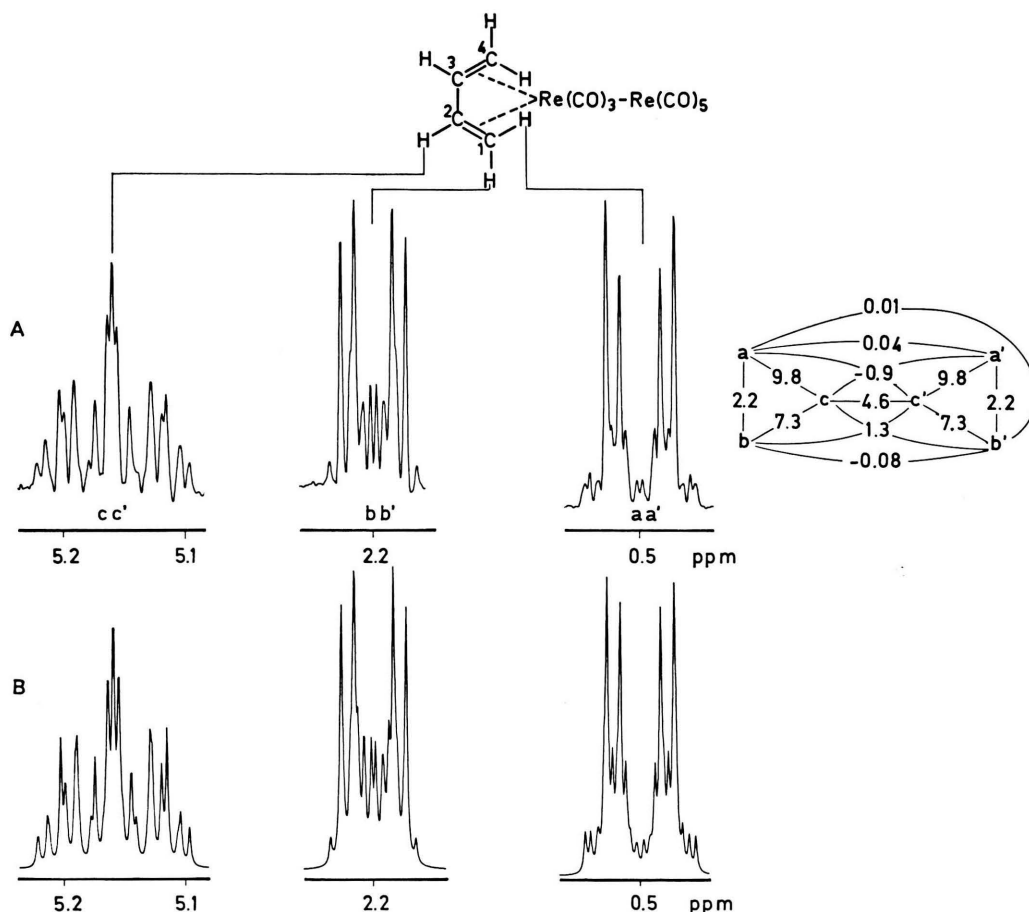 H
4
H 3 C
C H
Re(CO)3-Re(CO)5
2 C H
H C
1
H
A
0.01
a 0.04 a'
-0.9
9.8 9.8
2.2 c 4.6 c' 2.2
7.3 1.3 7.3
b b'
-0.08
cc' bb' aa'
5.2 5.1 2.2 0.5 ppm
B
5.2 5.1 2.2 0.5 ppm